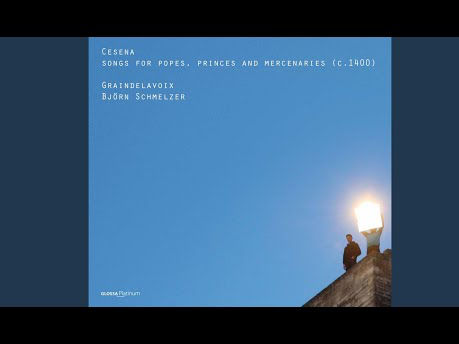 Cesena
songs for popes, princes and mercenaries (c.1400)
Graindelavoix
Björn Schmelzer
GLOSSA Platinum